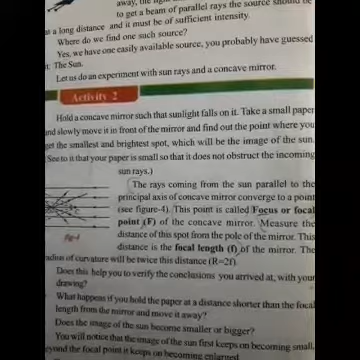 away, the
to get a beam of parallel rays the source should be
a long distance and it must be of sufficient intensity.
Where do we find one such source?
Yes, we have one easily available source, you probably have guessed
it: The Sun.
Let us do an experiment with sun rays and a concave mirror.
Activity-2
Hold a concave mirror such that sunlight falls on it. Take a small paper
and slowly move it in front of the mirror and find out the point where you
get the smallest and brightest spot, which will be the image of the sun.
(See to it that your paper is small so that it does not obstruct the incoming
sun rays.)
The rays coming from the sun parallel to the
principal axis of concave mirror converge to a point
(see figure-4). This point is called Focus or focal
point (F) of the concave mirror. Measure the
distance of this spot from the pole of the mirror. This
distance is the focal length (f) of the mirror. The
Fig-4
radius of curvature will be twice this distance (R=2f).
Does this help you to verify the conclusions you arrived at, with your
drawing?
What happens if you hold the paper at a distance shorter than the focal
length from the mirror and move it away?
Does the image of the sun become smaller or bigger?
You will notice that the image of the sun first keeps on becoming small,
beyond the focal point it keeps on becoming enlarged.